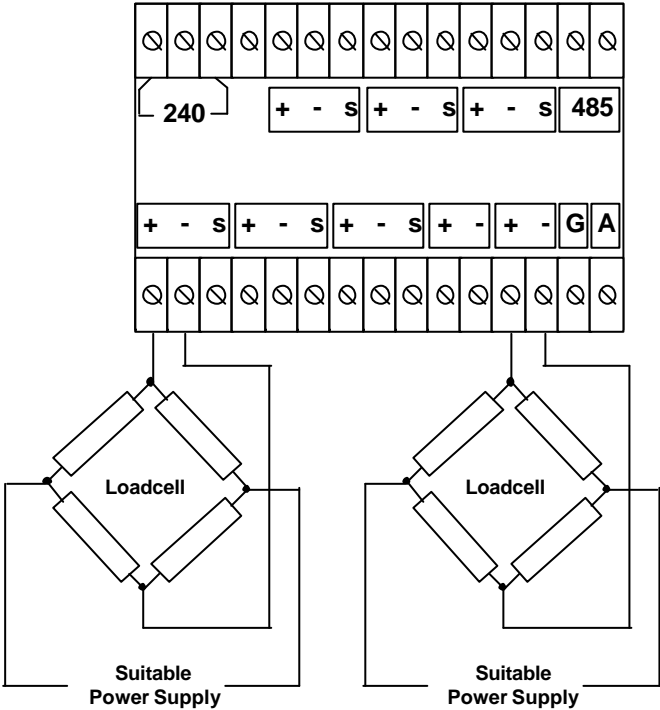 240 + - s + - s + - s 485
+ - s + - s + - s + - + - G A
Loadcell Loadcell
Suitable Suitable
Power Supply Power Supply